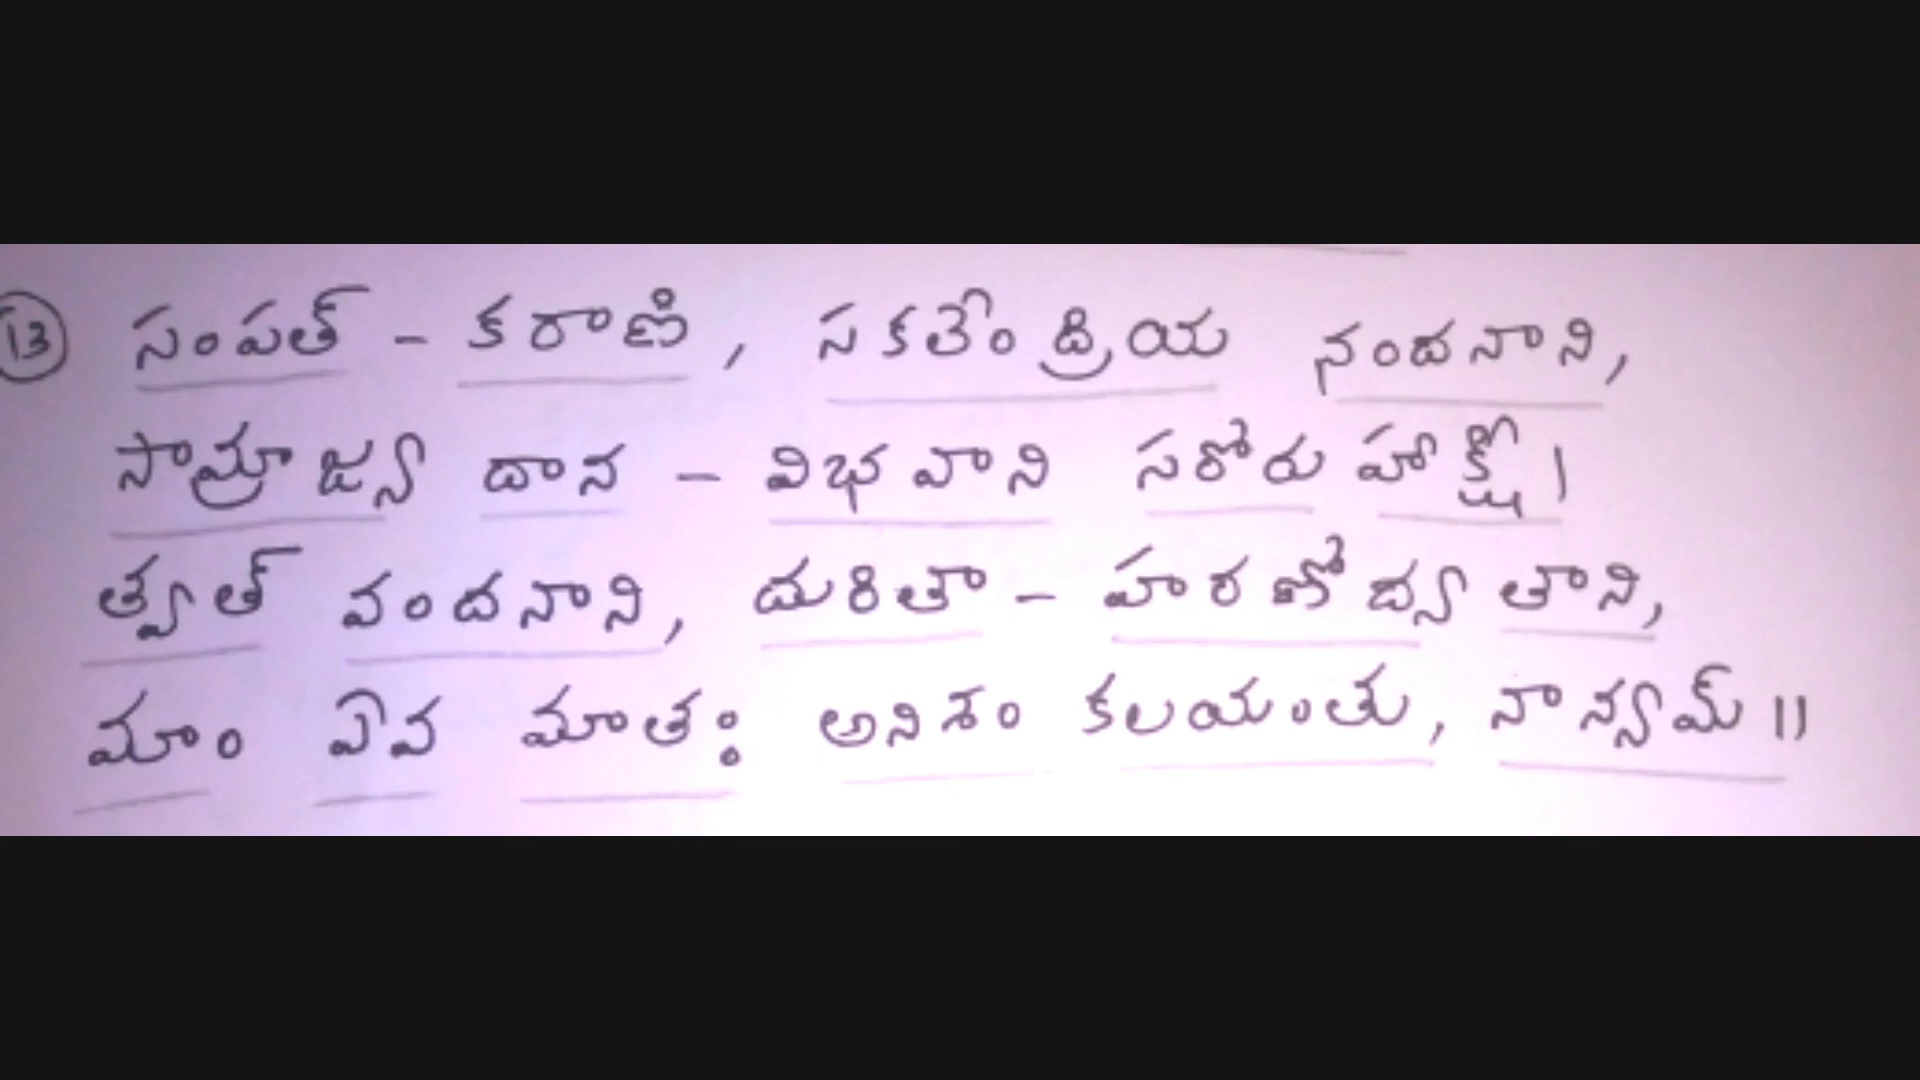 13 సంపత్ - కరాణి, సకలేంద్రియ నందనాని,
సామ్రాజ్య దాన - విభవాని సరోరుహాక్షి |
త్వత్ వందనాని, దురితా - హరణోద్యతాని,
మాం ఏవ మాతః అనిశం కలయంతు, నాన్యమ్ ||